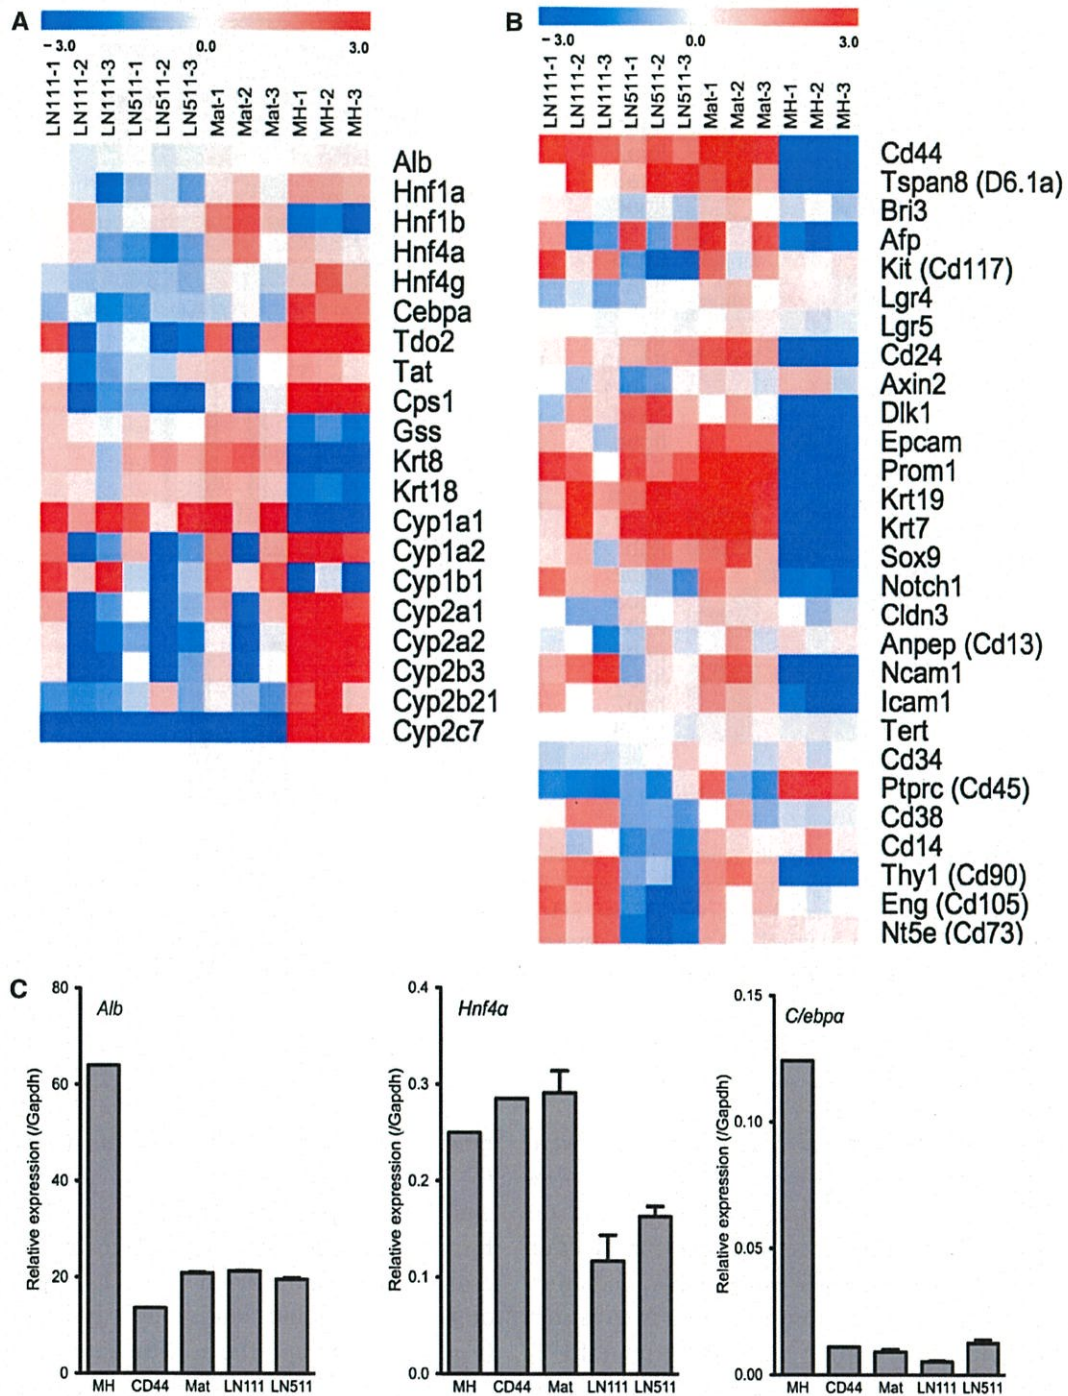 A
− 3.0 0.0 3.0
LN111-1 LN111-2 LN111-3 LN511-1 LN511-2 LN511-3 Mat-1 Mat-2 Mat-3 MH-1 MH-2 MH-3
Alb
Hnf1a
Hnf1b
Hnf4a
Hnf4g
Cebpa
Tdo2
Tat
Cps1
Gss
Krt8
Krt18
Cyp1a1
Cyp1a2
Cyp1b1
Cyp2a1
Cyp2a2
Cyp2b3
Cyp2b21
Cyp2c7
B
− 3.0 0.0 3.0
LN111-1 LN111-2 LN111-3 LN511-1 LN511-2 LN511-3 Mat-1 Mat-2 Mat-3 MH-1 MH-2 MH-3
Cd44
Tspan8 (D6.1a)
Bri3
Afp
Kit (Cd117)
Lgr4
Lgr5
Cd24
Axin2
Dlk1
Epcam
Prom1
Krt19
Krt7
Sox9
Notch1
Cldn3
Anpep (Cd13)
Ncam1
Icam1
Tert
Cd34
Ptprc (Cd45)
Cd38
Cd14
Thy1 (Cd90)
Eng (Cd105)
Nt5e (Cd73)
C
Alb
Relative expression (/Gapdh)
80
60
40
20
0
MH CD44 Mat LN111 LN511
Hnf4α
Relative expression (/Gapdh)
0.4
0.3
0.2
0.1
0.0
MH CD44 Mat LN111 LN511
C/ebpα
Relative expression (/Gapdh)
0.15
0.10
0.05
0.00
MH CD44 Mat LN111 LN511